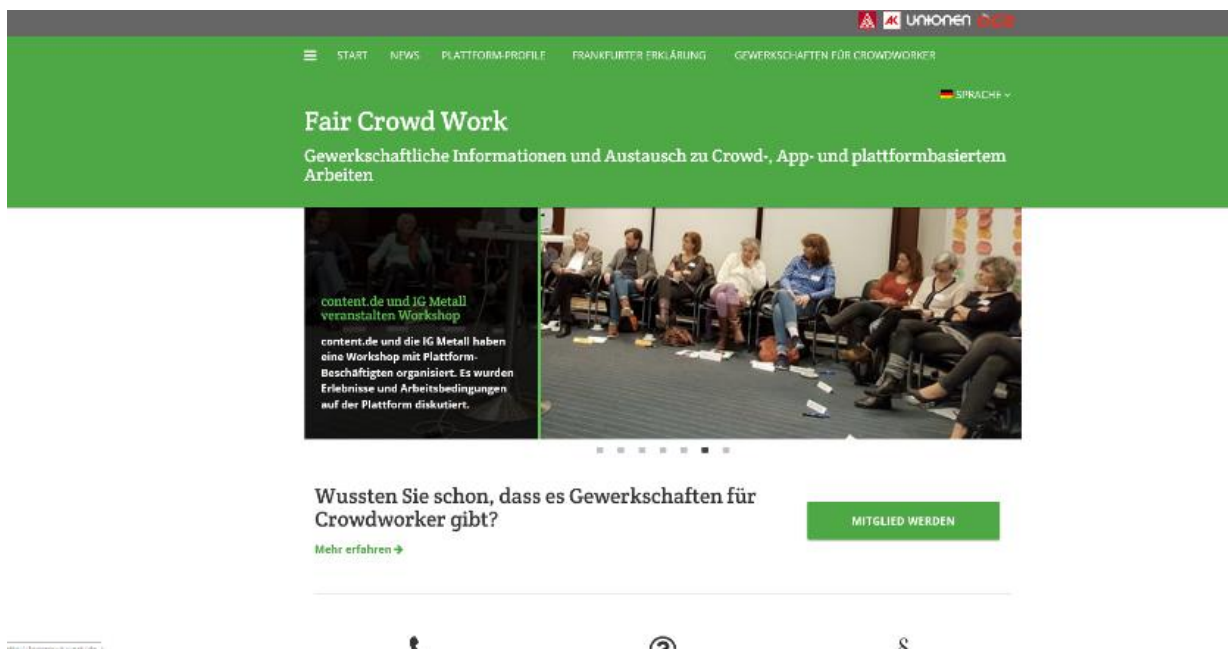 AK unionen ÖGB
START NEWS PLATTFORM-PROFILE FRANKFURTER ERKLÄRUNG GEWERKSCHAFTEN FÜR CROWDWORKER
SPRACHE
Fair Crowd Work
Gewerkschaftliche Informationen und Austausch zu Crowd-, App- und plattformbasiertem
Arbeiten
content.de und IG Metall
veranstalten Workshop
content.de und die IG Metall haben
eine Workshop mit Plattform-
Beschäftigten organisiert. Es wurden
Erlebnisse und Arbeitsbedingungen
auf der Plattform diskutiert.
Wussten Sie schon, dass es Gewerkschaften für
Crowdworker gibt?
MITGLIED WERDEN
Mehr erfahren →